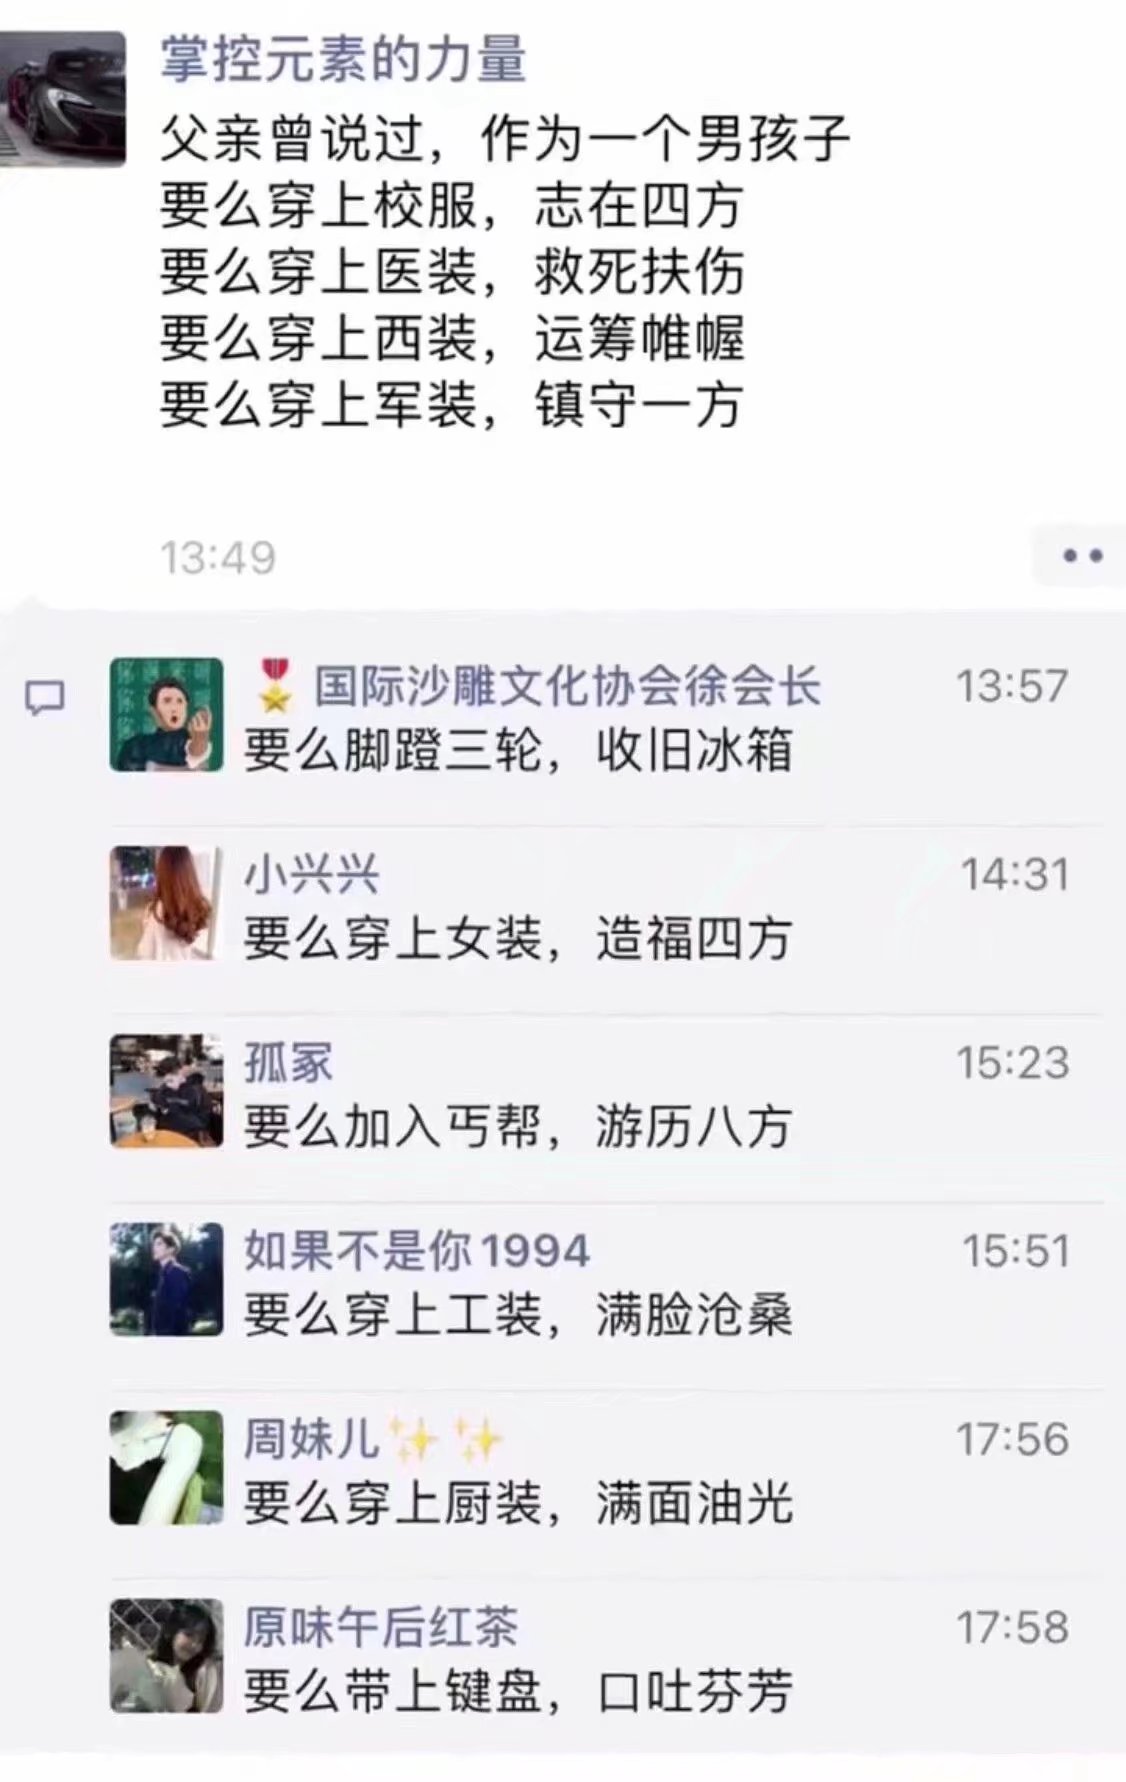 掌控元素的力量
父亲曾说过，作为一个男孩子
要么穿上校服，志在四方
要么穿上医装，救死扶伤
要么穿上西装，运筹帷幄
要么穿上军装，镇守一方
13:49
国际沙雕文化协会徐会长 13:57
要么脚蹬三轮，收旧冰箱
小兴兴 14:31
要么穿上女装，造福四方
孤冢 15:23
要么加入丐帮，游历八方
如果不是你1994 15:51
要么穿上工装，满脸沧桑
周妹儿✨ ✨ 17:56
要么穿上厨装，满面油光
原味午后红茶 17:58
要么带上键盘，口吐芬芳